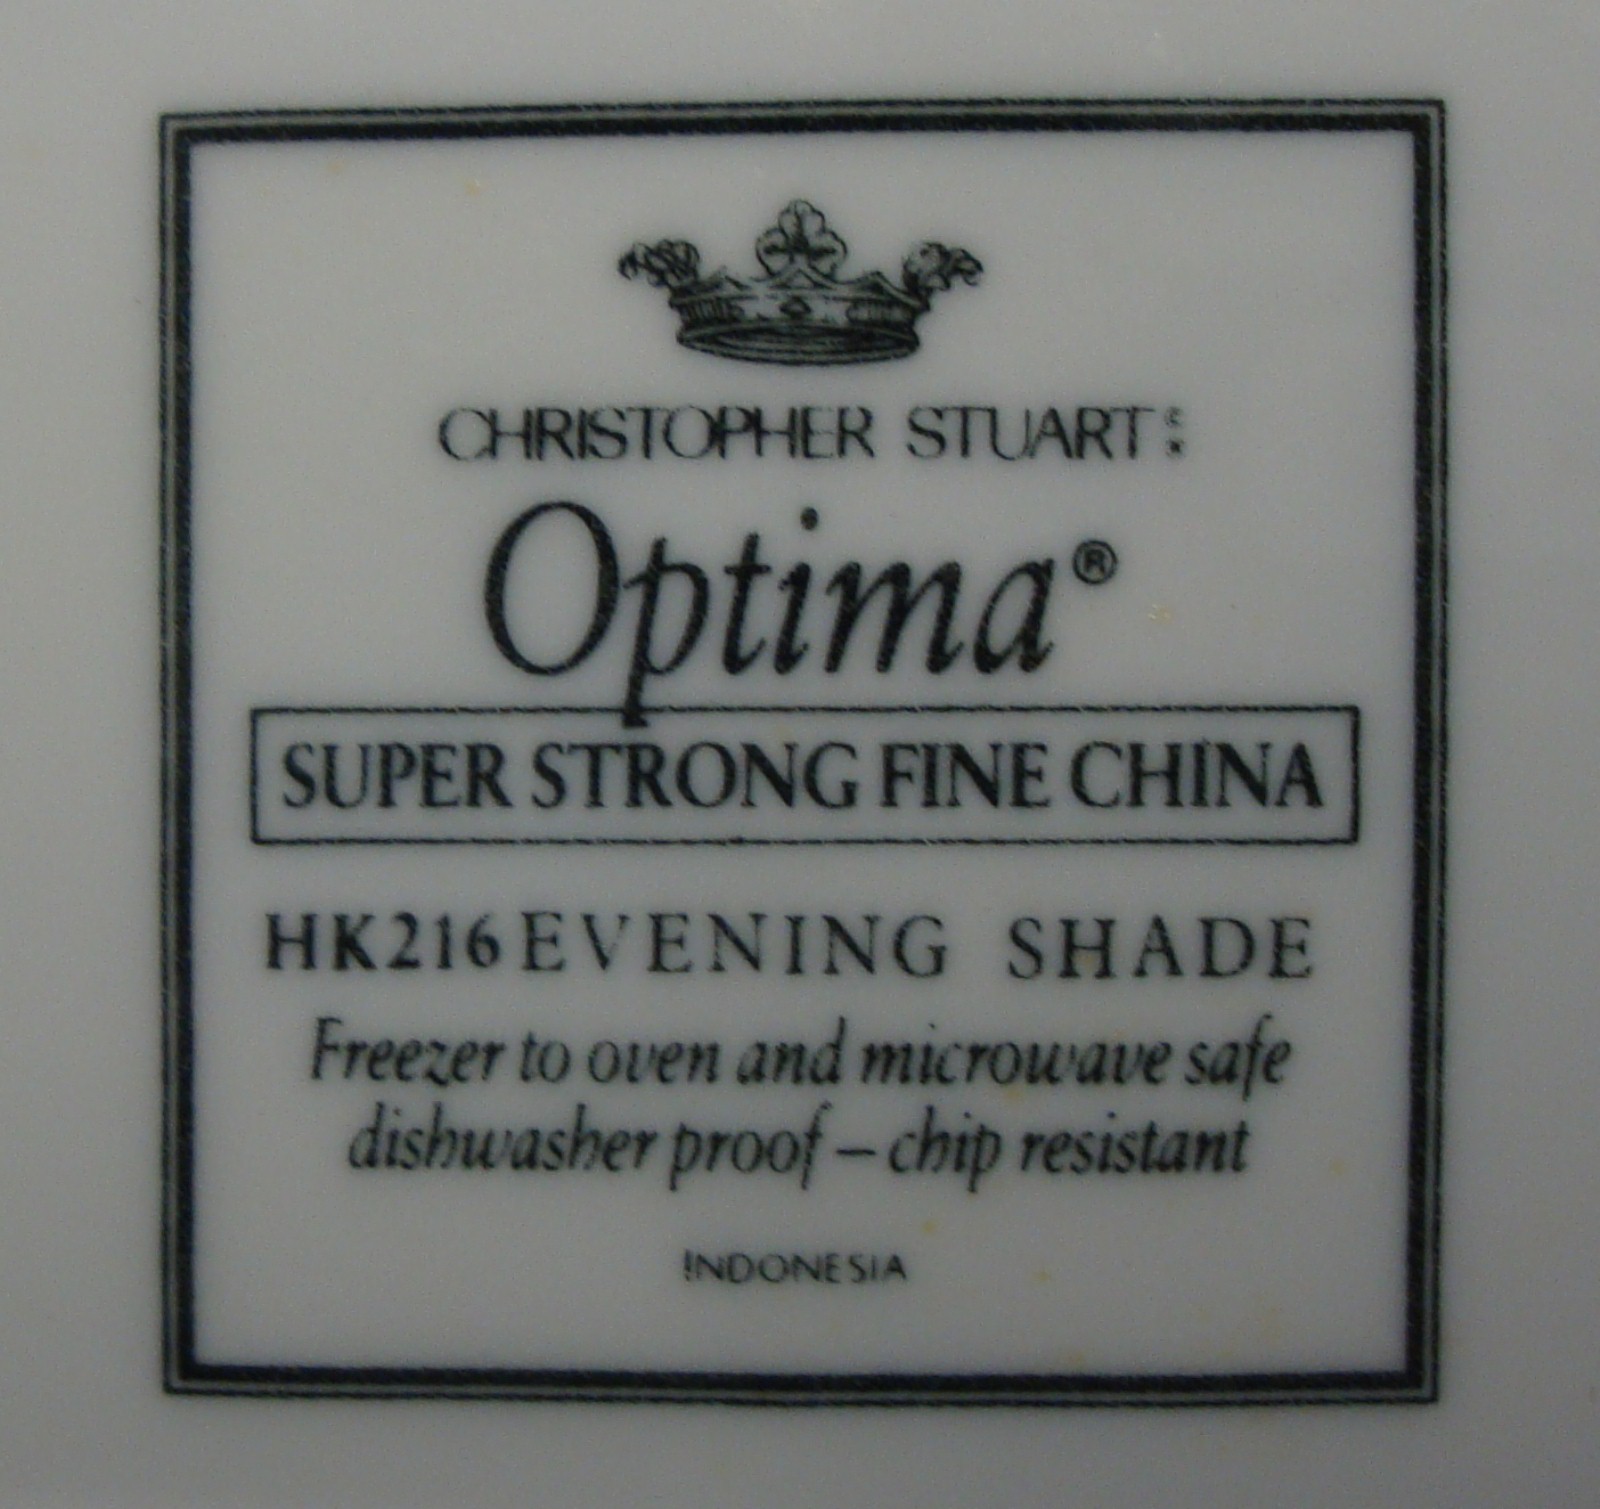 CHRISTOPHER STUART
Optima®
SUPER STRONG FINE CHINA
HK216 EVENING SHADE
Freezer to oven and microwave safe
dishwasher proof – chip resistant
INDONESIA